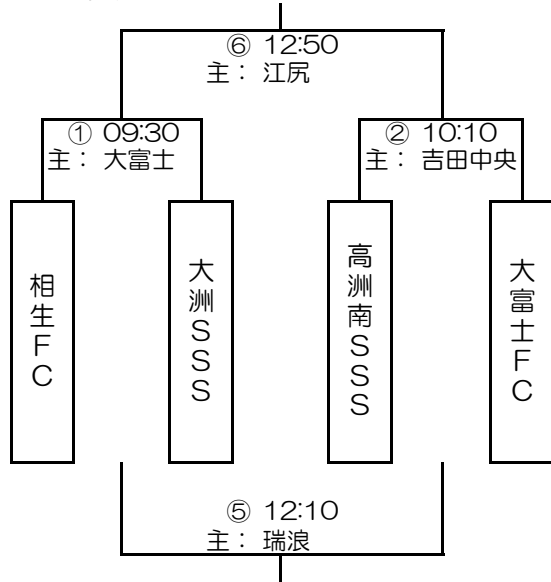 ⑥ 12:50
主： 江尻
① 09:30
主： 大富士
② 10:10
主： 吉田中央
相生FC
大洲SSS
高洲南SSS
大富士FC
⑤ 12:10
主： 瑞浪